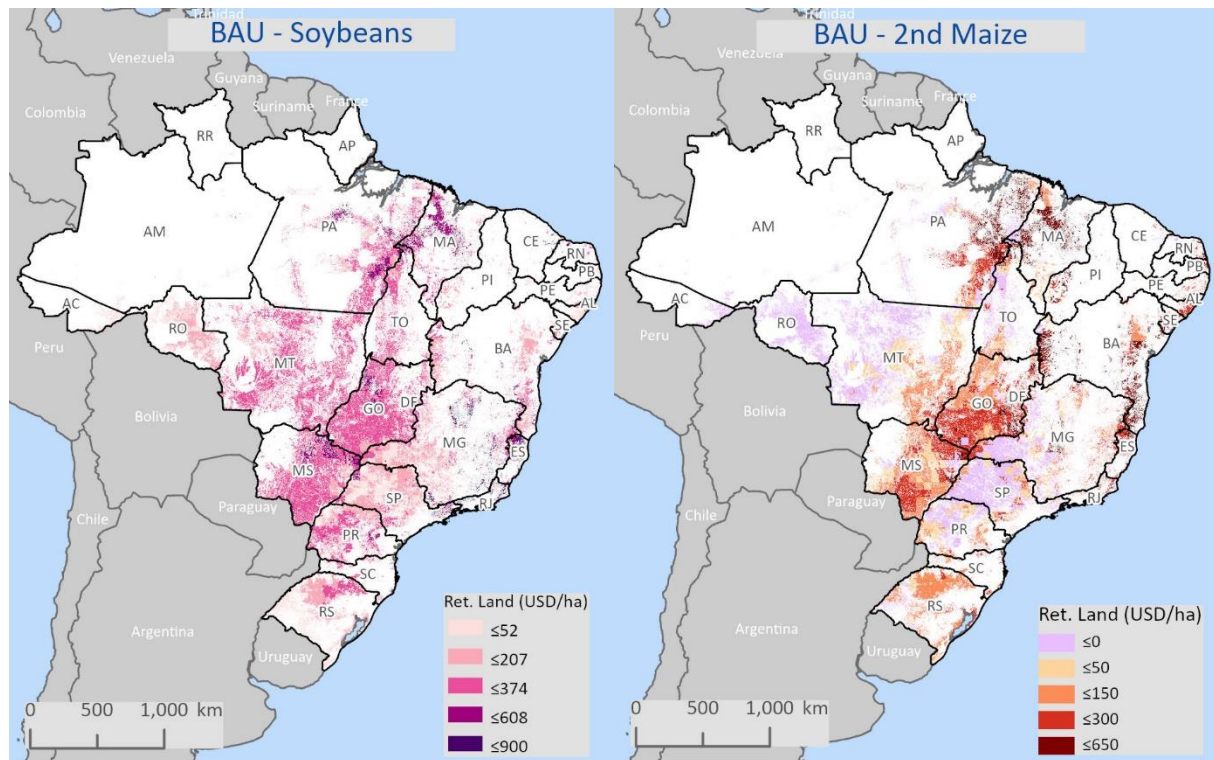 BAU - Soybeans
Trinidad
Venezuela
Guyana
Suriname
France
Colombia
RR
AP
AM
PA
MA
CE
RN
PB
PE
PI
AL
SE
AC
RO
TO
BA
Peru
MT
Bolivia
GO
DF
MG
ES
MS
SP
RJ
Paraguay
Chile
PR
SC
RS
Argentina
Uruguay
Ret. Land (USD/ha)
≤52
≤207
≤374
≤608
≤900
0 500 1,000 km
BAU - 2nd Maize
Trinidad
Venezuela
Guyana
Suriname
France
Colombia
RR
AP
AM
PA
MA
CE
RN
PB
PE
PI
AL
SE
AC
RO
TO
BA
Peru
MT
Bolivia
GO
DF
MG
ES
MS
SP
RJ
Paraguay
Chile
PR
SC
RS
Argentina
Uruguay
Ret. Land (USD/ha)
≤0
≤50
≤150
≤300
≤650
0 500 1,000 km